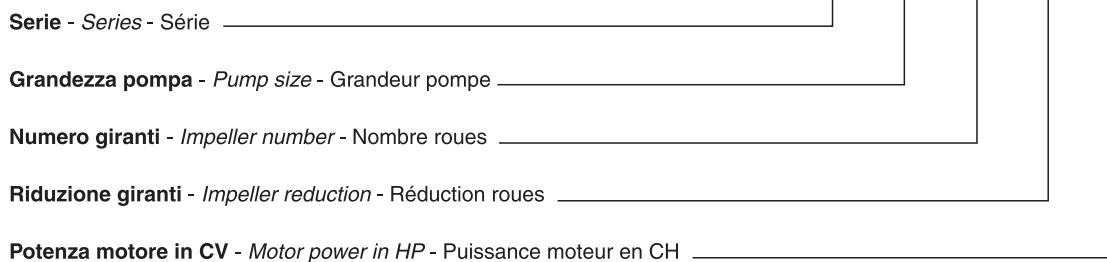 Serie - Series - Série
Grandezza pompa - Pump size - Grandeur pompe
Numero giranti - Impeller number - Nombre roues
Riduzione giranti - Impeller reduction - Réduction roues
Potenza motore in CV - Motor power in HP - Puissance moteur en CH